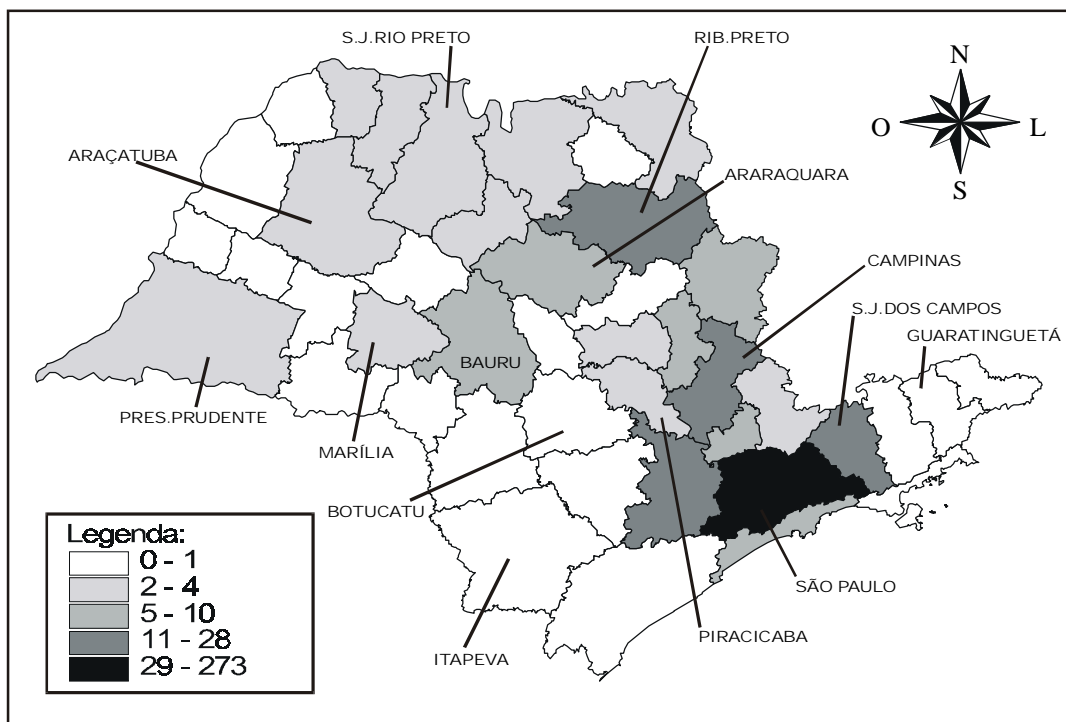 S.J.RIO PRETO
RIB.PRETO
N
O
L
S
ARAÇATUBA
ARARAQUARA
CAMPINAS
S.J.DOS CAMPOS
GUARATINGUETÁ
BAURU
PRES.PRUDENTE
MARÍLIA
BOTUCATU
SÃO PAULO
PIRACICABA
ITAPEVA
Legenda:
0 - 1
2 - 4
5 - 10
11 - 28
29 - 273